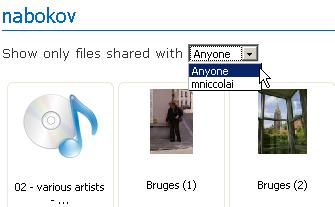 nabokov
Show only files shared with Anyone
Anyone
mniccolai
02 - various artists
- ...
Bruges (1)
Bruges (2)